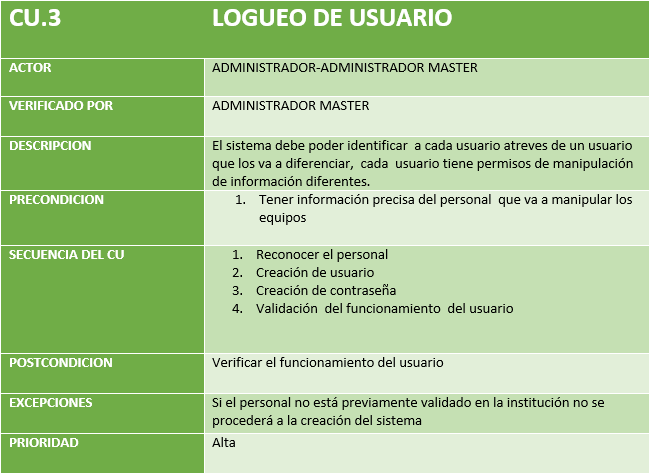 CU.3 LOGUEO DE USUARIO
ACTOR ADMINISTRADOR-ADMINISTRADOR MASTER
VERIFICADO POR ADMINISTRADOR MASTER
DESCRIPCION El sistema debe poder identificar a cada usuario atreves de un usuario
que los va a diferenciar, cada usuario tiene permisos de manipulación
de información diferentes.
PRECONDICION 1. Tener información precisa del personal que va a manipular los
equipos
SECUENCIA DEL CU 1. Reconocer el personal
2. Creación de usuario
3. Creación de contraseña
4. Validación del funcionamiento del usuario
POSTCONDICION Verificar el funcionamiento del usuario
EXCEPCIONES Si el personal no está previamente validado en la institución no se
procederá a la creación del sistema
PRIORIDAD Alta